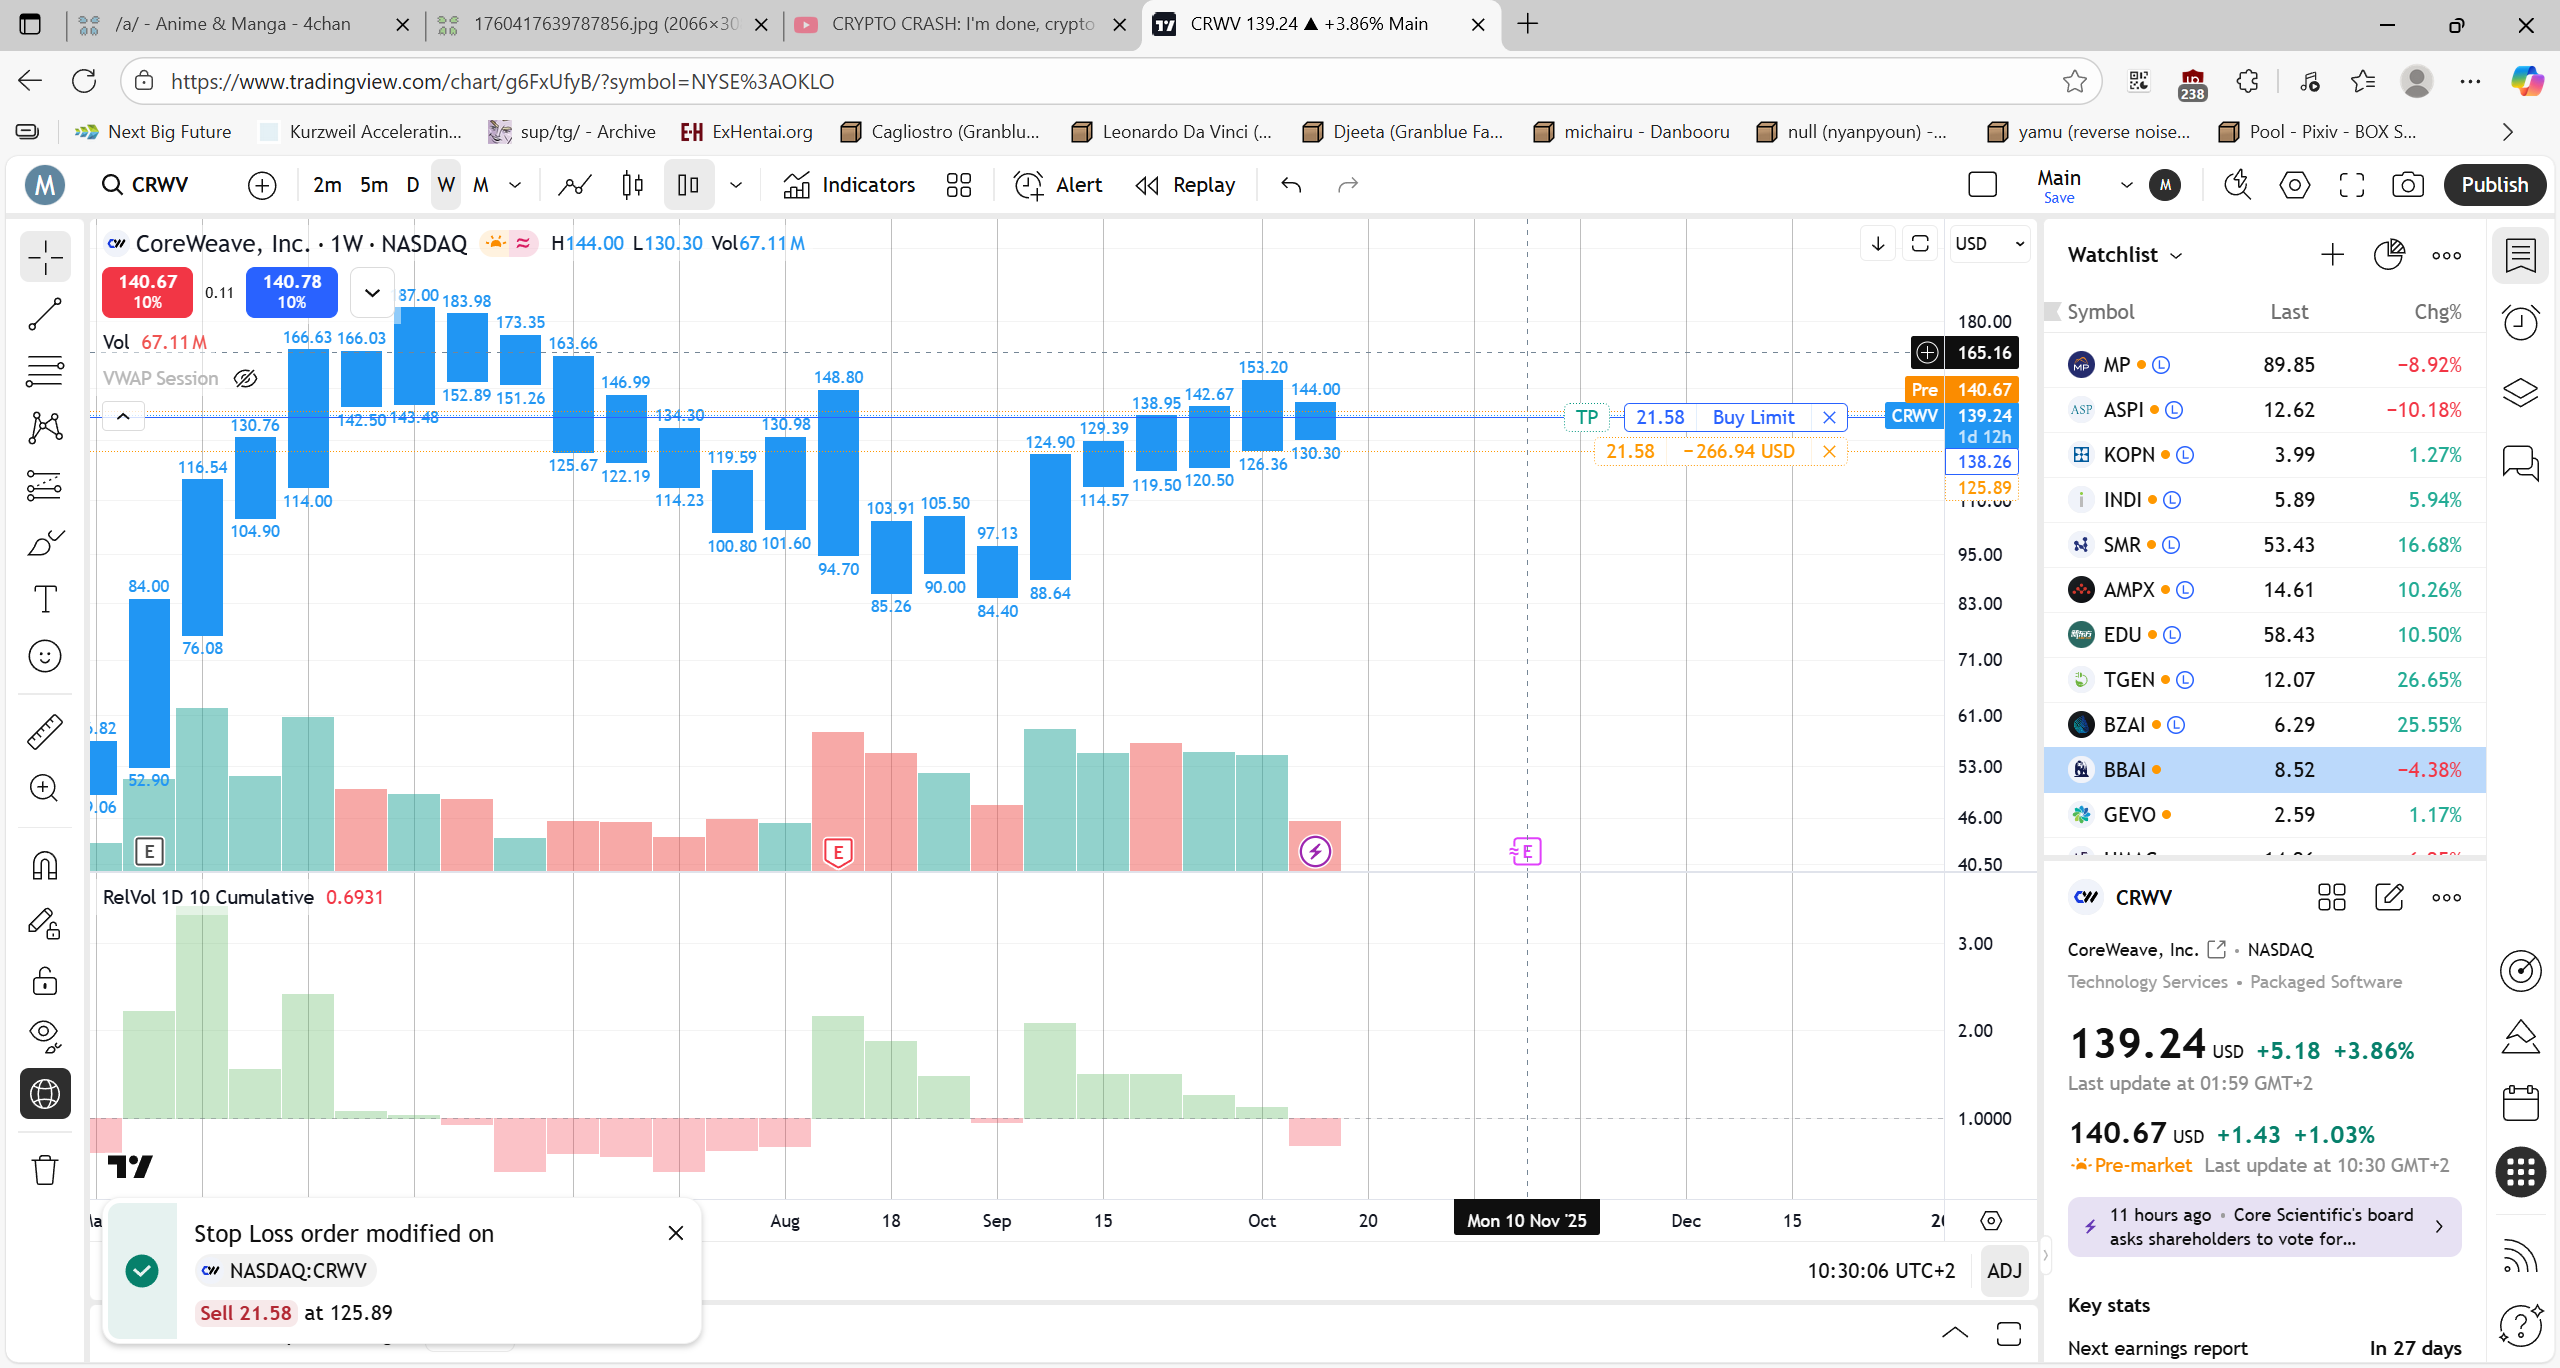 /a/ - Anime & Manga - 4chan
1760417639787856.jpg (2066×30
CRYPTO CRASH: I'm done, crypto
CRWV 139.24 ▲ +3.86% Main
https://www.tradingview.com/chart/g6FxUfyB/?symbol=NYSE%3AOKLO
238
Next Big Future
Kurzweil Acceleratin...
sup/tg/ - Archive
ExHentai.org
Cagliostro (Granblu...
Leonardo Da Vinci (...
Djeeta (Granblue Fa...
michairu - Danbooru
null (nyanpyoun) -...
yamu (reverse noise...
Pool - Pixiv - BOX S...
M
CRWV
2m 5m D W M
Indicators
Alert
Replay
Main
Save
M
Publish
CoreWeave, Inc. · 1W · NASDAQ
H144.00 L130.30 Vol67.11M
USD
140.67
10%
0.11
140.78
10%
Vol 67.11M
VWAP Session
87.00
183.98
173.35
166.63
166.03
163.66
146.99
134.30
130.76
116.54
84.00
119.59
130.98
148.80
103.91
105.50
97.13
124.90
129.39
138.95
142.67
153.20
144.00
142.50
143.48
152.89
151.26
125.67
122.19
114.23
100.80
101.60
94.70
85.26
90.00
84.40
88.64
114.57
119.50
120.50
126.36
130.30
114.00
104.90
76.08
52.90
.82
.06
TP
21.58 Buy Limit
21.58 −266.94 USD
180.00
165.16
Pre 140.67
CRWV 139.24
1d 12h
138.26
125.89
95.00
83.00
71.00
61.00
53.00
46.00
40.50
E
E
E
RelVol 1D 10 Cumulative 0.6931
3.00
2.00
1.0000
Aug 18 Sep 15 Oct 20 Mon 10 Nov '25 Dec 15
Stop Loss order modified on
NASDAQ:CRWV
Sell 21.58 at 125.89
10:30:06 UTC+2
ADJ
Watchlist
Symbol Last Chg%
MP L 89.85 −8.92%
ASPI L 12.62 −10.18%
KOPN L 3.99 1.27%
INDI L 5.89 5.94%
SMR L 53.43 16.68%
AMPX L 14.61 10.26%
EDU L 58.43 10.50%
TGEN L 12.07 26.65%
BZAI L 6.29 25.55%
BBAI 8.52 −4.38%
GEVO 2.59 1.17%
CRWV
CoreWeave, Inc. · NASDAQ
Technology Services • Packaged Software
139.24 USD +5.18 +3.86%
Last update at 01:59 GMT+2
140.67 USD +1.43 +1.03%
Pre-market Last update at 10:30 GMT+2
11 hours ago • Core Scientific's board
asks shareholders to vote for...
Key stats
Next earnings report In 27 days